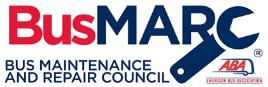 BusMARC
BUS MAINTENANCE
AND REPAIR COUNCIL
ABA
AMERICAN BUS ASSOCIATION
®